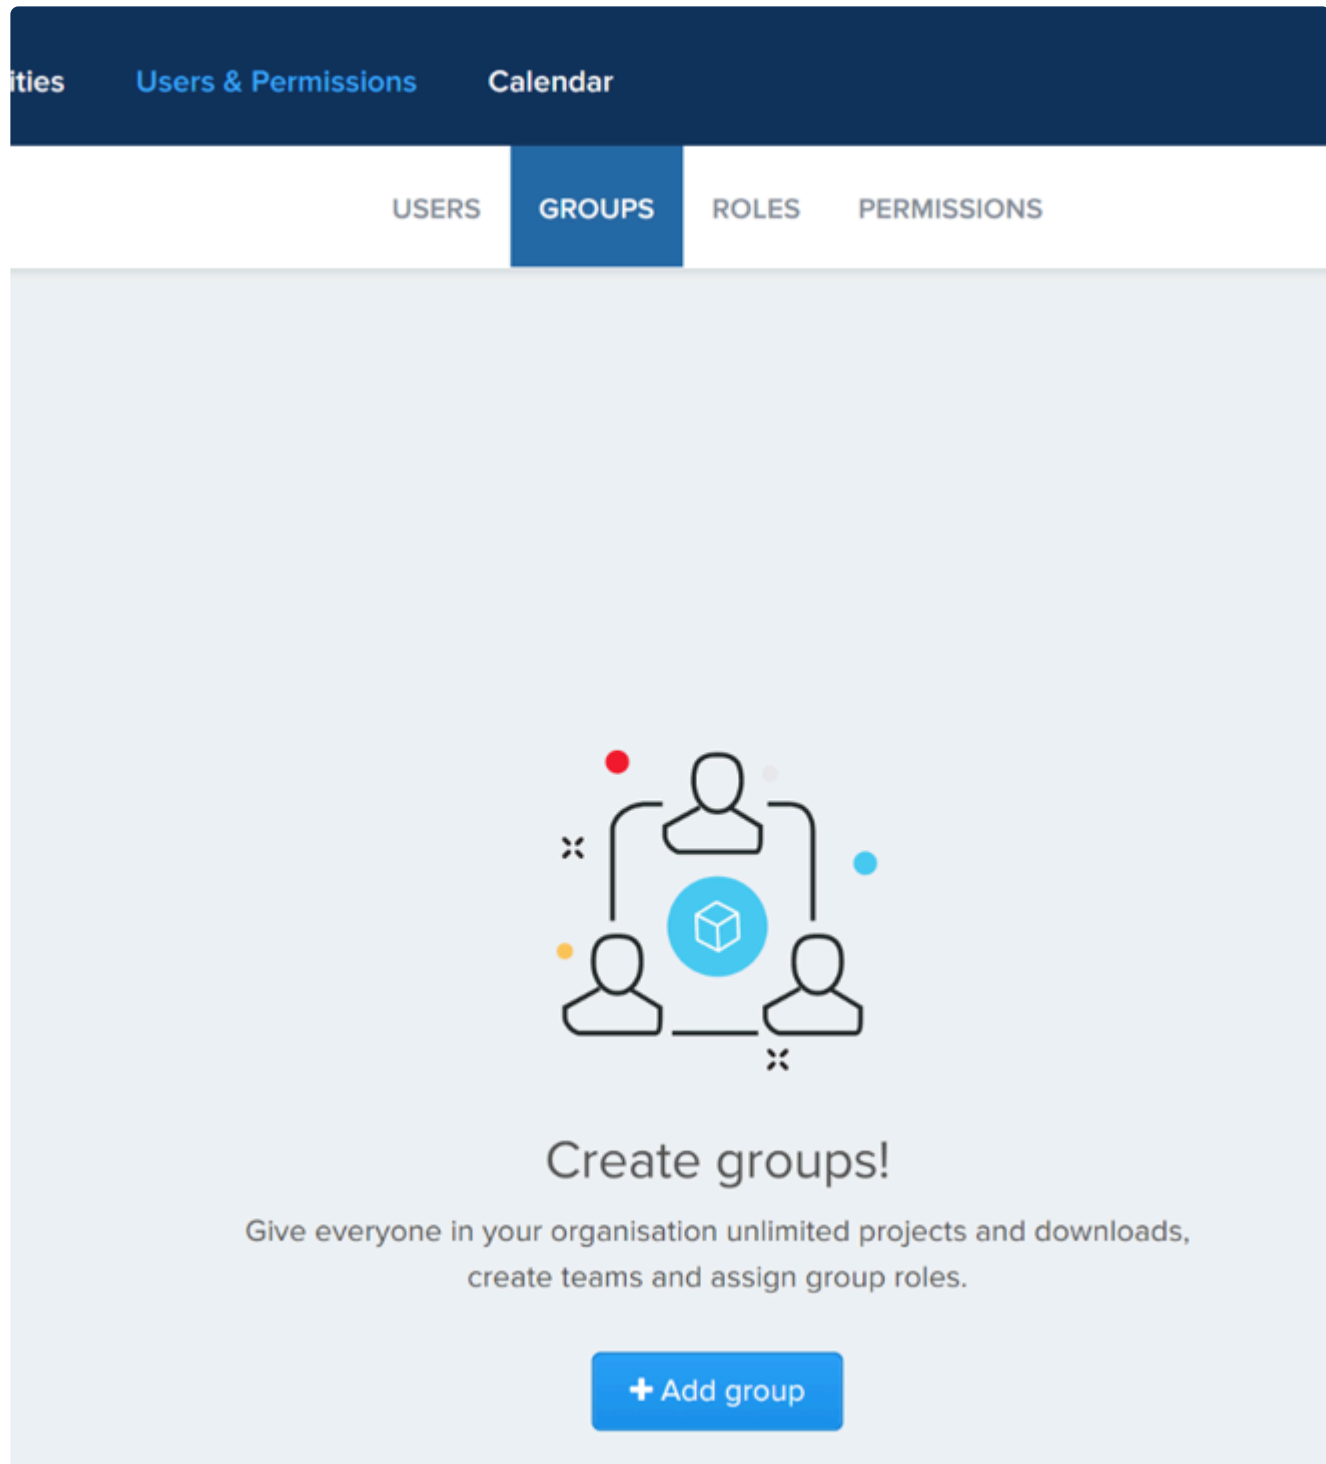 ities Users & Permissions Calendar
USERS GROUPS ROLES PERMISSIONS
Create groups!
Give everyone in your organisation unlimited projects and downloads,
create teams and assign group roles.
+ Add group